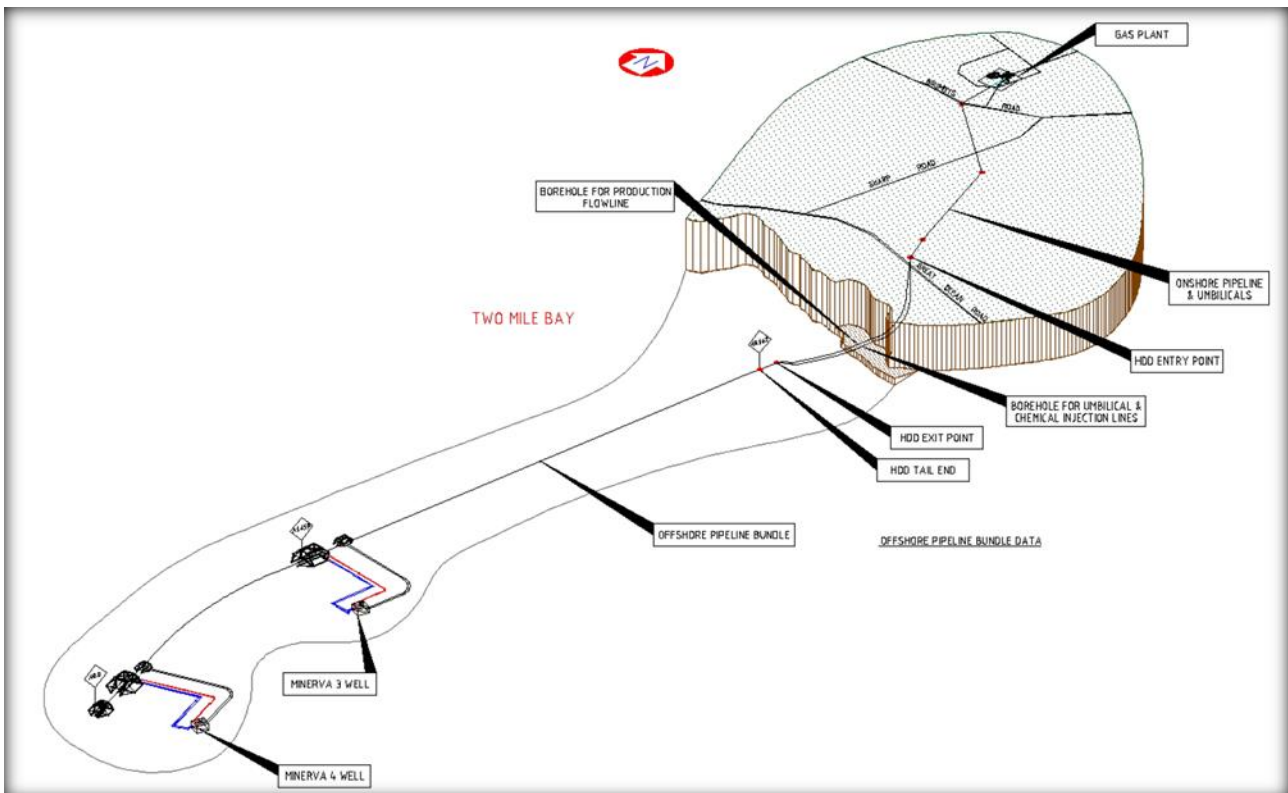 GAS PLANT
N
BRUMBYS
ROAD
SHARP ROAD
BOREHOLE FOR PRODUCTION
FLOWLINE
GREAT OCEAN ROAD
ONSHORE PIPELINE
& UMBILICALS
TWO MILE BAY
HDD ENTRY POINT
BOREHOLE FOR UMBILICAL &
CHEMICAL INJECTION LINES
HDD EXIT POINT
HDD TAIL END
OFFSHORE PIPELINE BUNDLE
OFFSHORE PIPELINE BUNDLE DATA
MINERVA 3 WELL
MINERVA 4 WELL